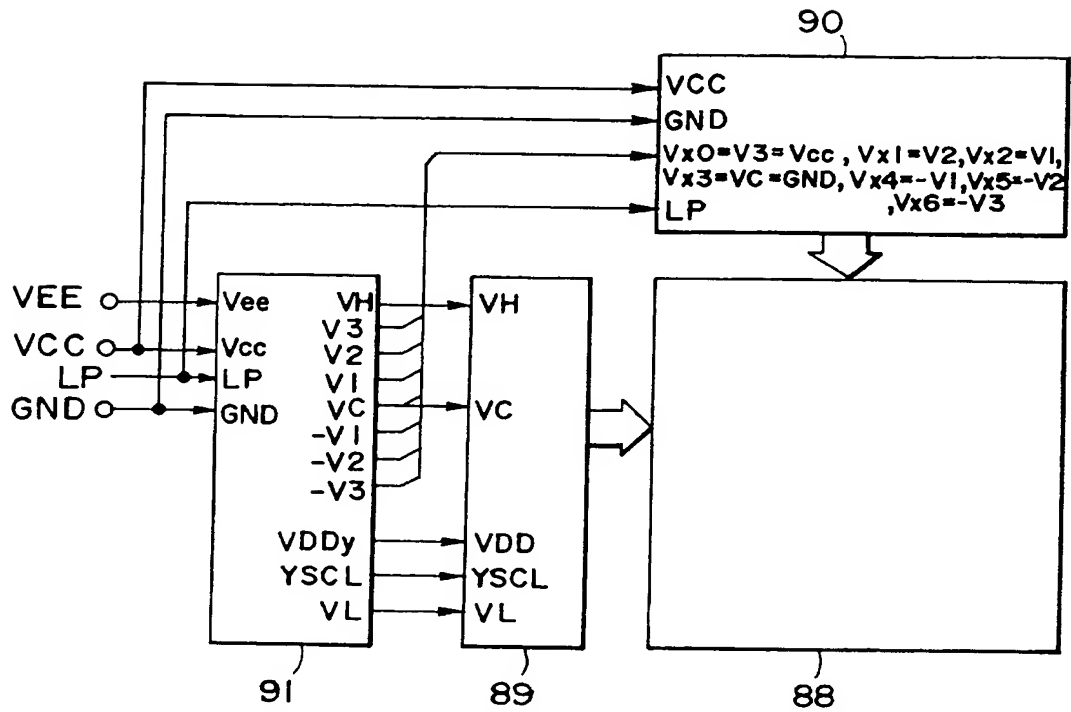 90
VCC
GND
Vx0=V3=Vcc, Vx1=V2,Vx2=V1,
Vx3=VC=GND, Vx4=-V1,Vx5=-V2
,Vx6=-V3
LP
VEE
VCC
LP
GND
Vee
Vcc
LP
GND
VH
V3
V2
V1
VC
-V1
-V2
-V3
VDDy
YSCL
VL
VH
VC
VDD
YSCL
VL
91
89
88